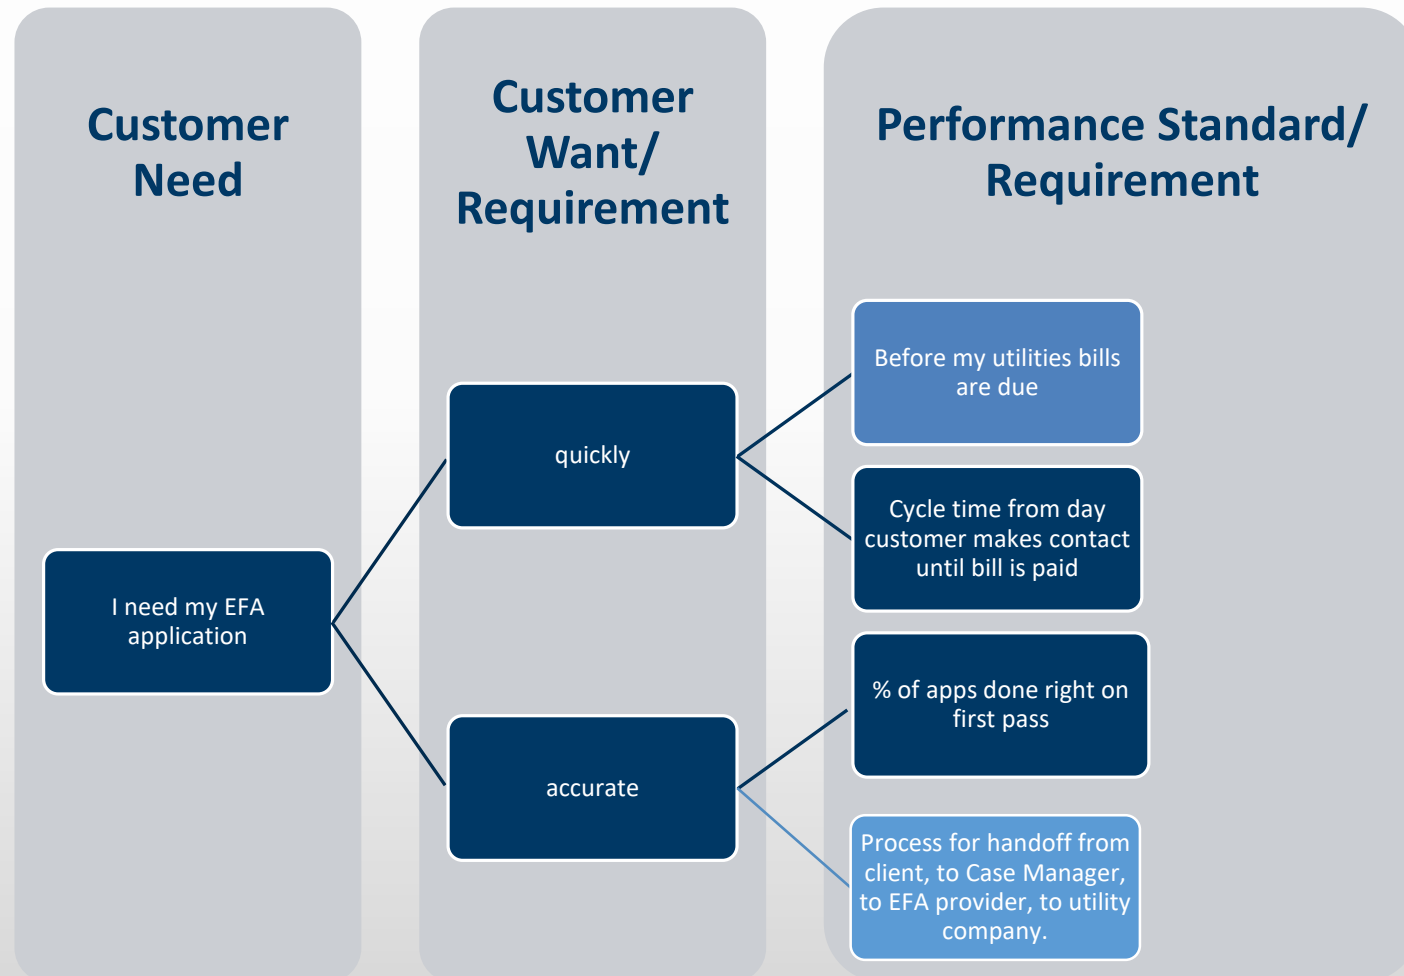 Customer
Need
Customer
Want/
Requirement
Performance Standard/
Requirement
I need my EFA
application
quickly
accurate
Before my utilities bills
are due
Cycle time from day
customer makes contact
until bill is paid
% of apps done right on
first pass
Process for handoff from
client, to Case Manager,
to EFA provider, to utility
company.